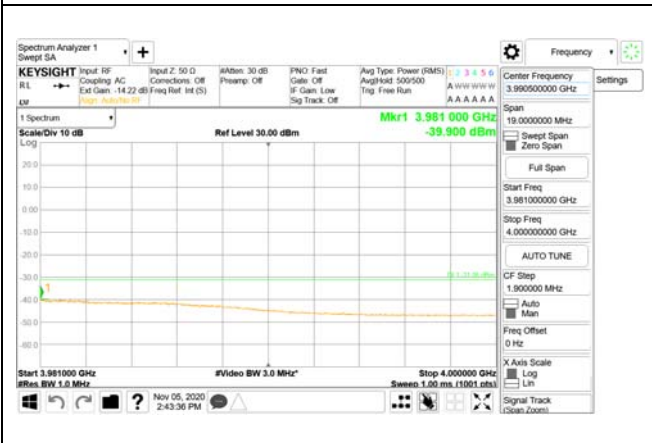 Spectrum Analyzer 1
Swept SA
Frequency
KEYSIGHT
RL
Input: RF
Coupling: AC
Ext Gain: -14.22 dB
Align: Auto/No RF
Input Z: 50 Ω
Corrections: Off
Freq Ref: Int (S)
#Atten: 30 dB
Preamp: Off
PNO: Fast
Gate: Off
IF Gain: Low
Sig Track: Off
Avg Type: Power (RMS)
Avg|Hold: 500/500
Trig: Free Run
1 2 3 4 5 6
A W W W W W
A A A A A A
Center Frequency
3.990500000 GHz
Settings
1 Spectrum
Mkr1 3.981 000 GHz
Scale/Div 10 dB
Ref Level 30.00 dBm
-39.900 dBm
Log
20.0
10.0
0.00
-10.0
-20.0
-30.0
-40.0
-50.0
-60.0
1
Span
19.0000000 MHz
Swept Span
Zero Span
Full Span
Start Freq
3.981000000 GHz
Stop Freq
4.000000000 GHz
AUTO TUNE
CF Step
1.900000 MHz
Auto
Man
Freq Offset
0 Hz
X Axis Scale
Log
Lin
Signal Track
(Span Zoom)
Start 3.981000 GHz
#Video BW 3.0 MHz*
Stop 4.000000 GHz
#Res BW 1.0 MHz
Sweep 1.00 ms (1001 pts)
Nov 05, 2020
2:43:36 PM